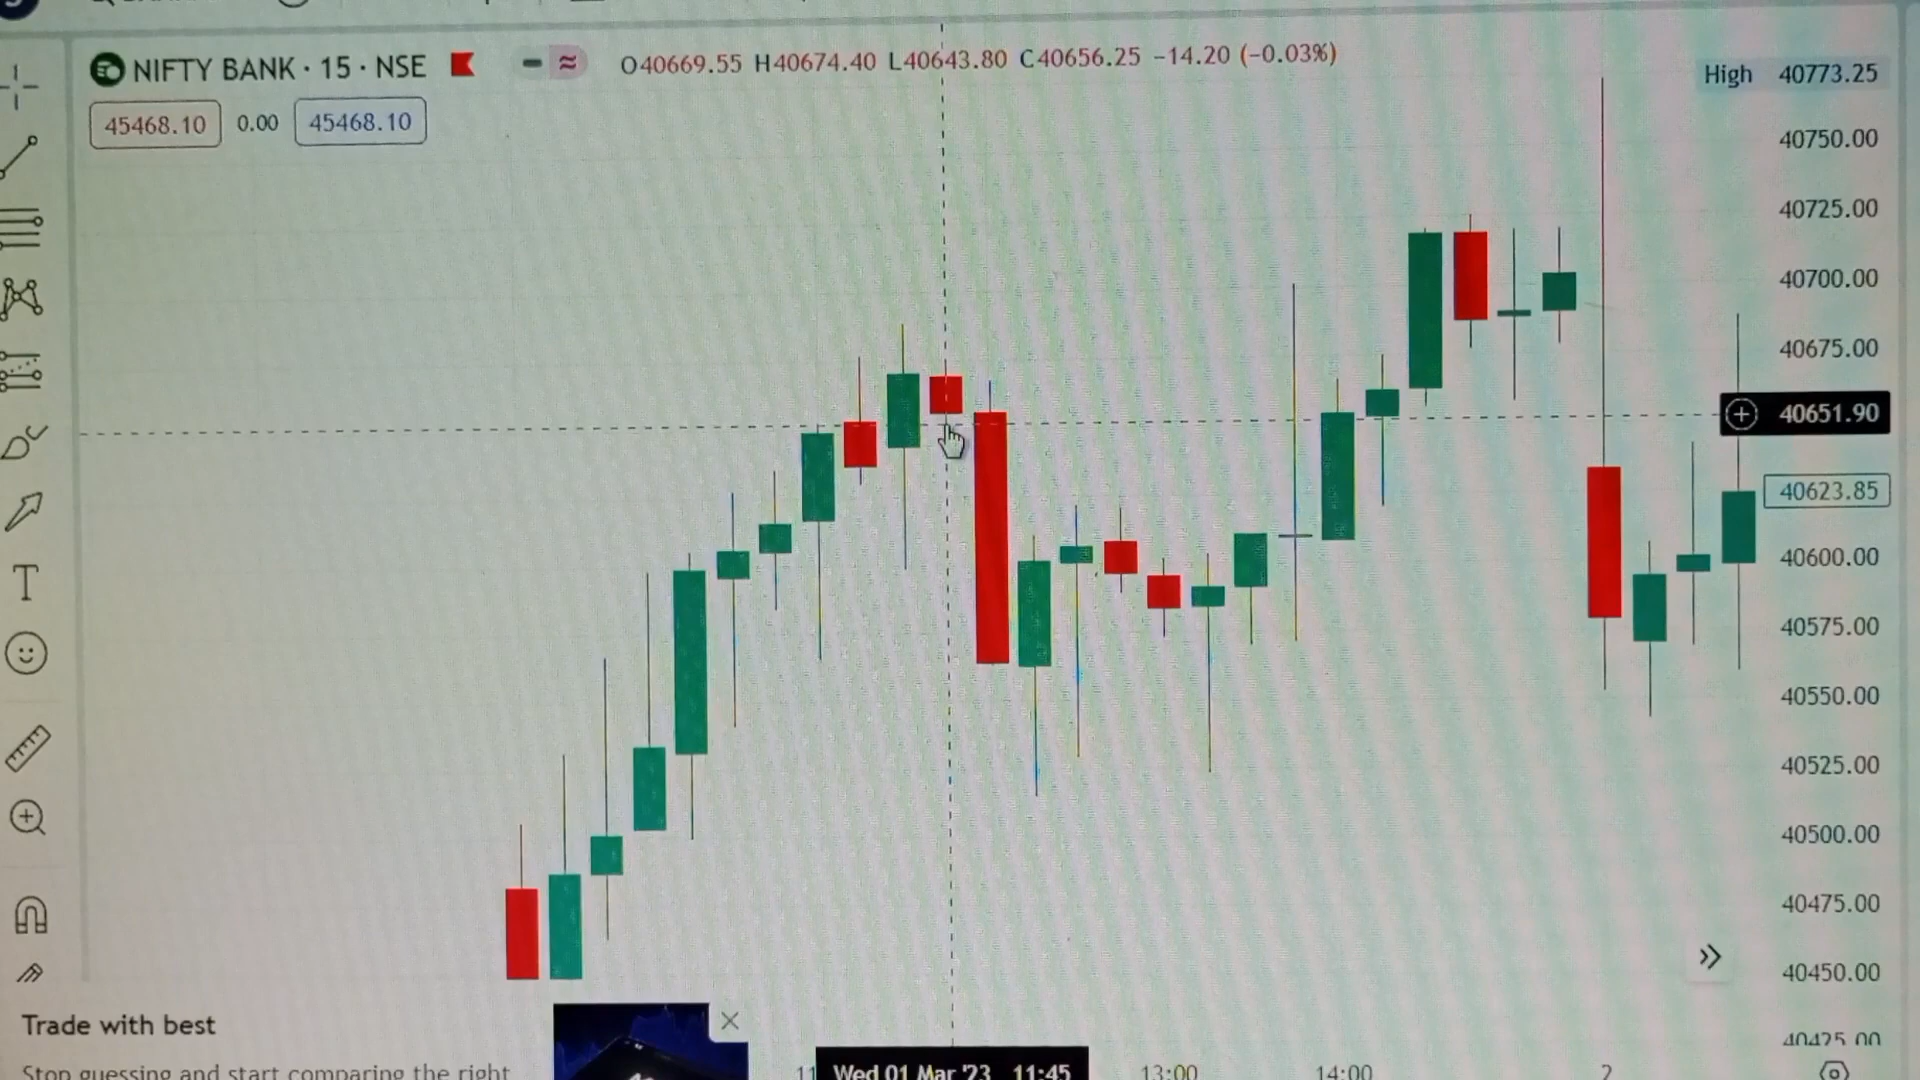 NIFTY BANK · 15 · NSE
O40669.55 H40674.40 L40643.80 C40656.25 −14.20 (−0.03%)
45468.10 0.00 45468.10
High 40773.25
40750.00
40725.00
40700.00
40675.00
40651.90
40623.85
40600.00
40575.00
40550.00
40525.00
40500.00
40475.00
40450.00
40425.00
Trade with best
Stop guessing and start comparing the right
11 Wed 01 Mar '23 11:45 13:00 14:00 2